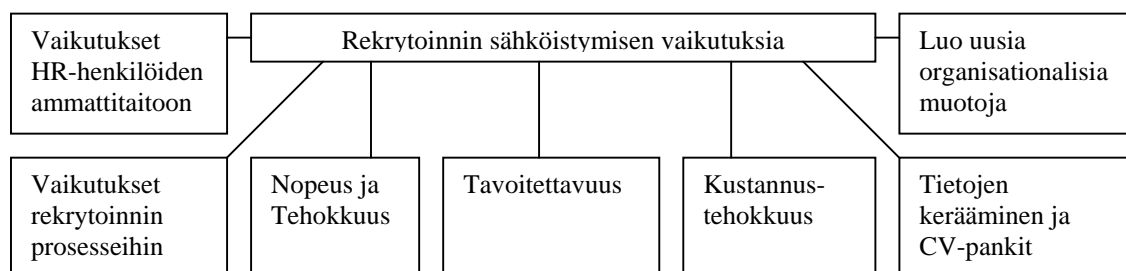 Vaikutukset
HR-henkilöiden
ammattitaitoon
Rekrytoinnin sähköistymisen vaikutuksia
Luo uusia
organisationalisia
muotoja
Vaikutukset
rekrytoinnin
prosesseihin
Nopeus ja
Tehokkuus
Tavoitettavuus
Kustannus-
tehokkuus
Tietojen
kerääminen ja
CV-pankit